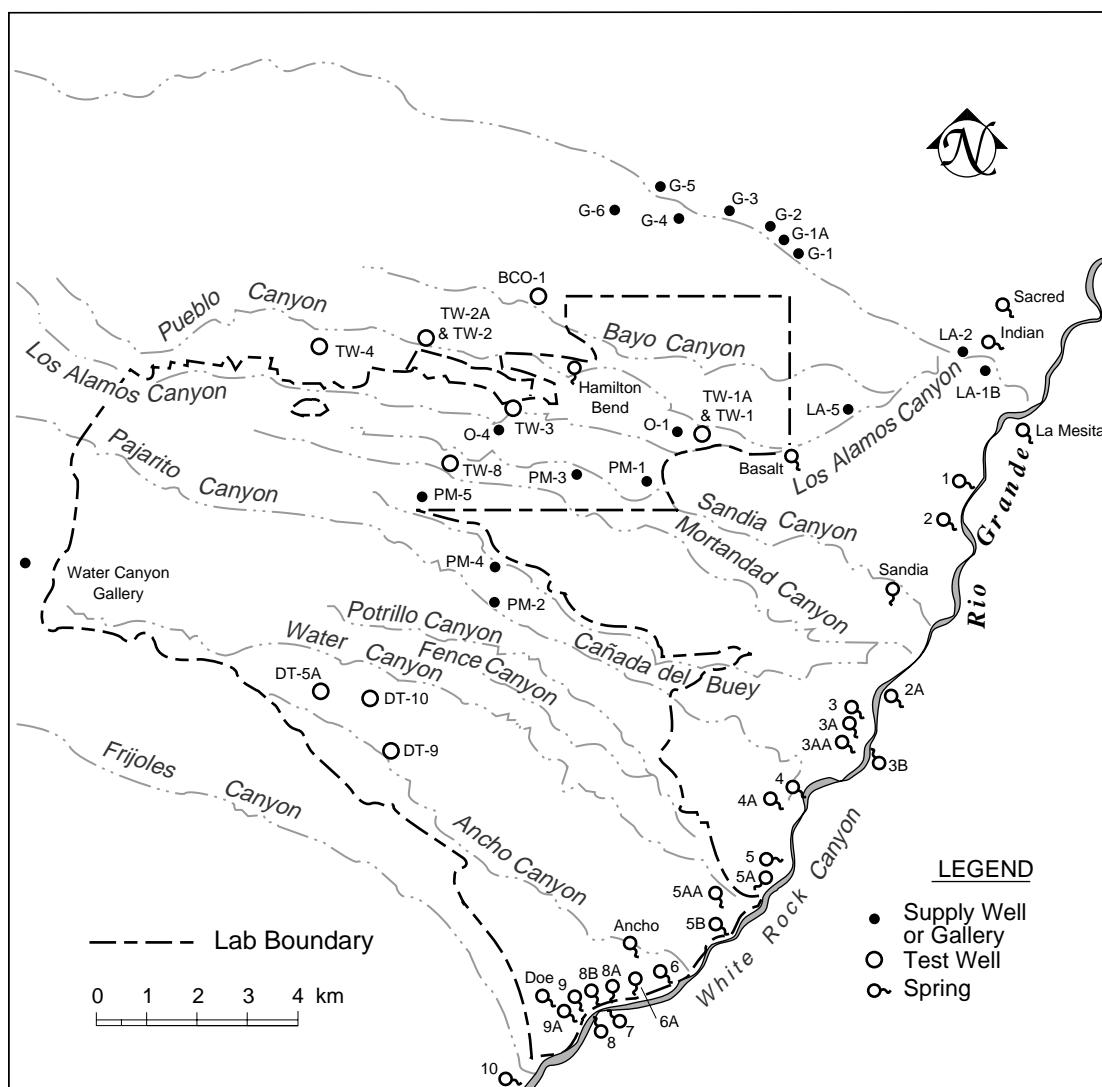 N
G-5
G-3
G-6
G-4
G-2
G-1A
G-1
BCO-1
Sacred
Pueblo Canyon
TW-2A
& TW-2
Bayo Canyon
LA-2
Indian
TW-4
Los Alamos Canyon
Hamilton
Bend
LA-1B
TW-1A
& TW-1
LA-5
TW-3
O-4
O-1
La Mesita
Pajarito Canyon
TW-8
PM-3
PM-1
Basalt
Los Alamos Canyon
1
PM-5
2
Sandia Canyon
Mortandad Canyon
Rio Grande
PM-4
Sandia
Water Canyon
Gallery
PM-2
Potrillo Canyon
Water Canyon
Fence Canyon
Cañada del Buey
DT-5A
DT-10
2A
3
3A
3AA
3B
DT-9
Frijoles Canyon
4
4A
Ancho Canyon
5
5A
5AA
5B
White Rock Canyon
Ancho
Doe
9
8B
8A
6
9A
6A
7
8
10
Lab Boundary
0 1 2 3 4 km
LEGEND
Supply Well
or Gallery
Test Well
Spring